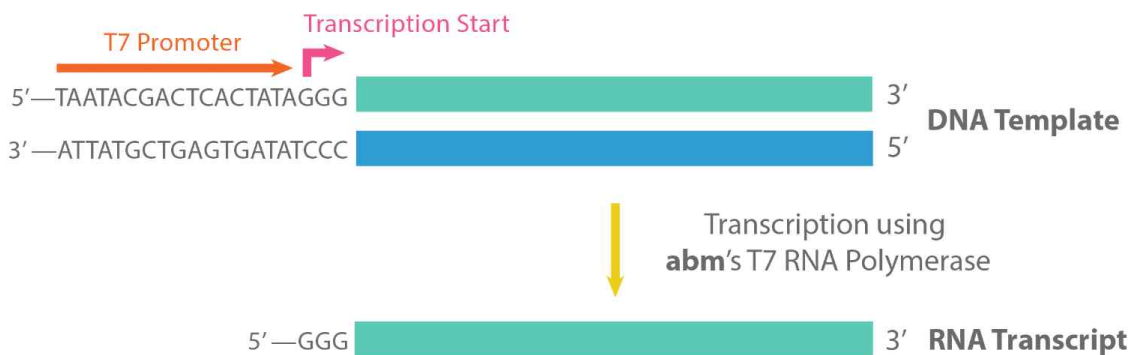 Transcription Start
T7 Promoter
5′—TAATACGACTCACTATAGGG 3′
DNA Template
3′—ATTATGCTGAGTGATATCCC 5′
Transcription using
abm's T7 RNA Polymerase
5′—GGG 3′ RNA Transcript